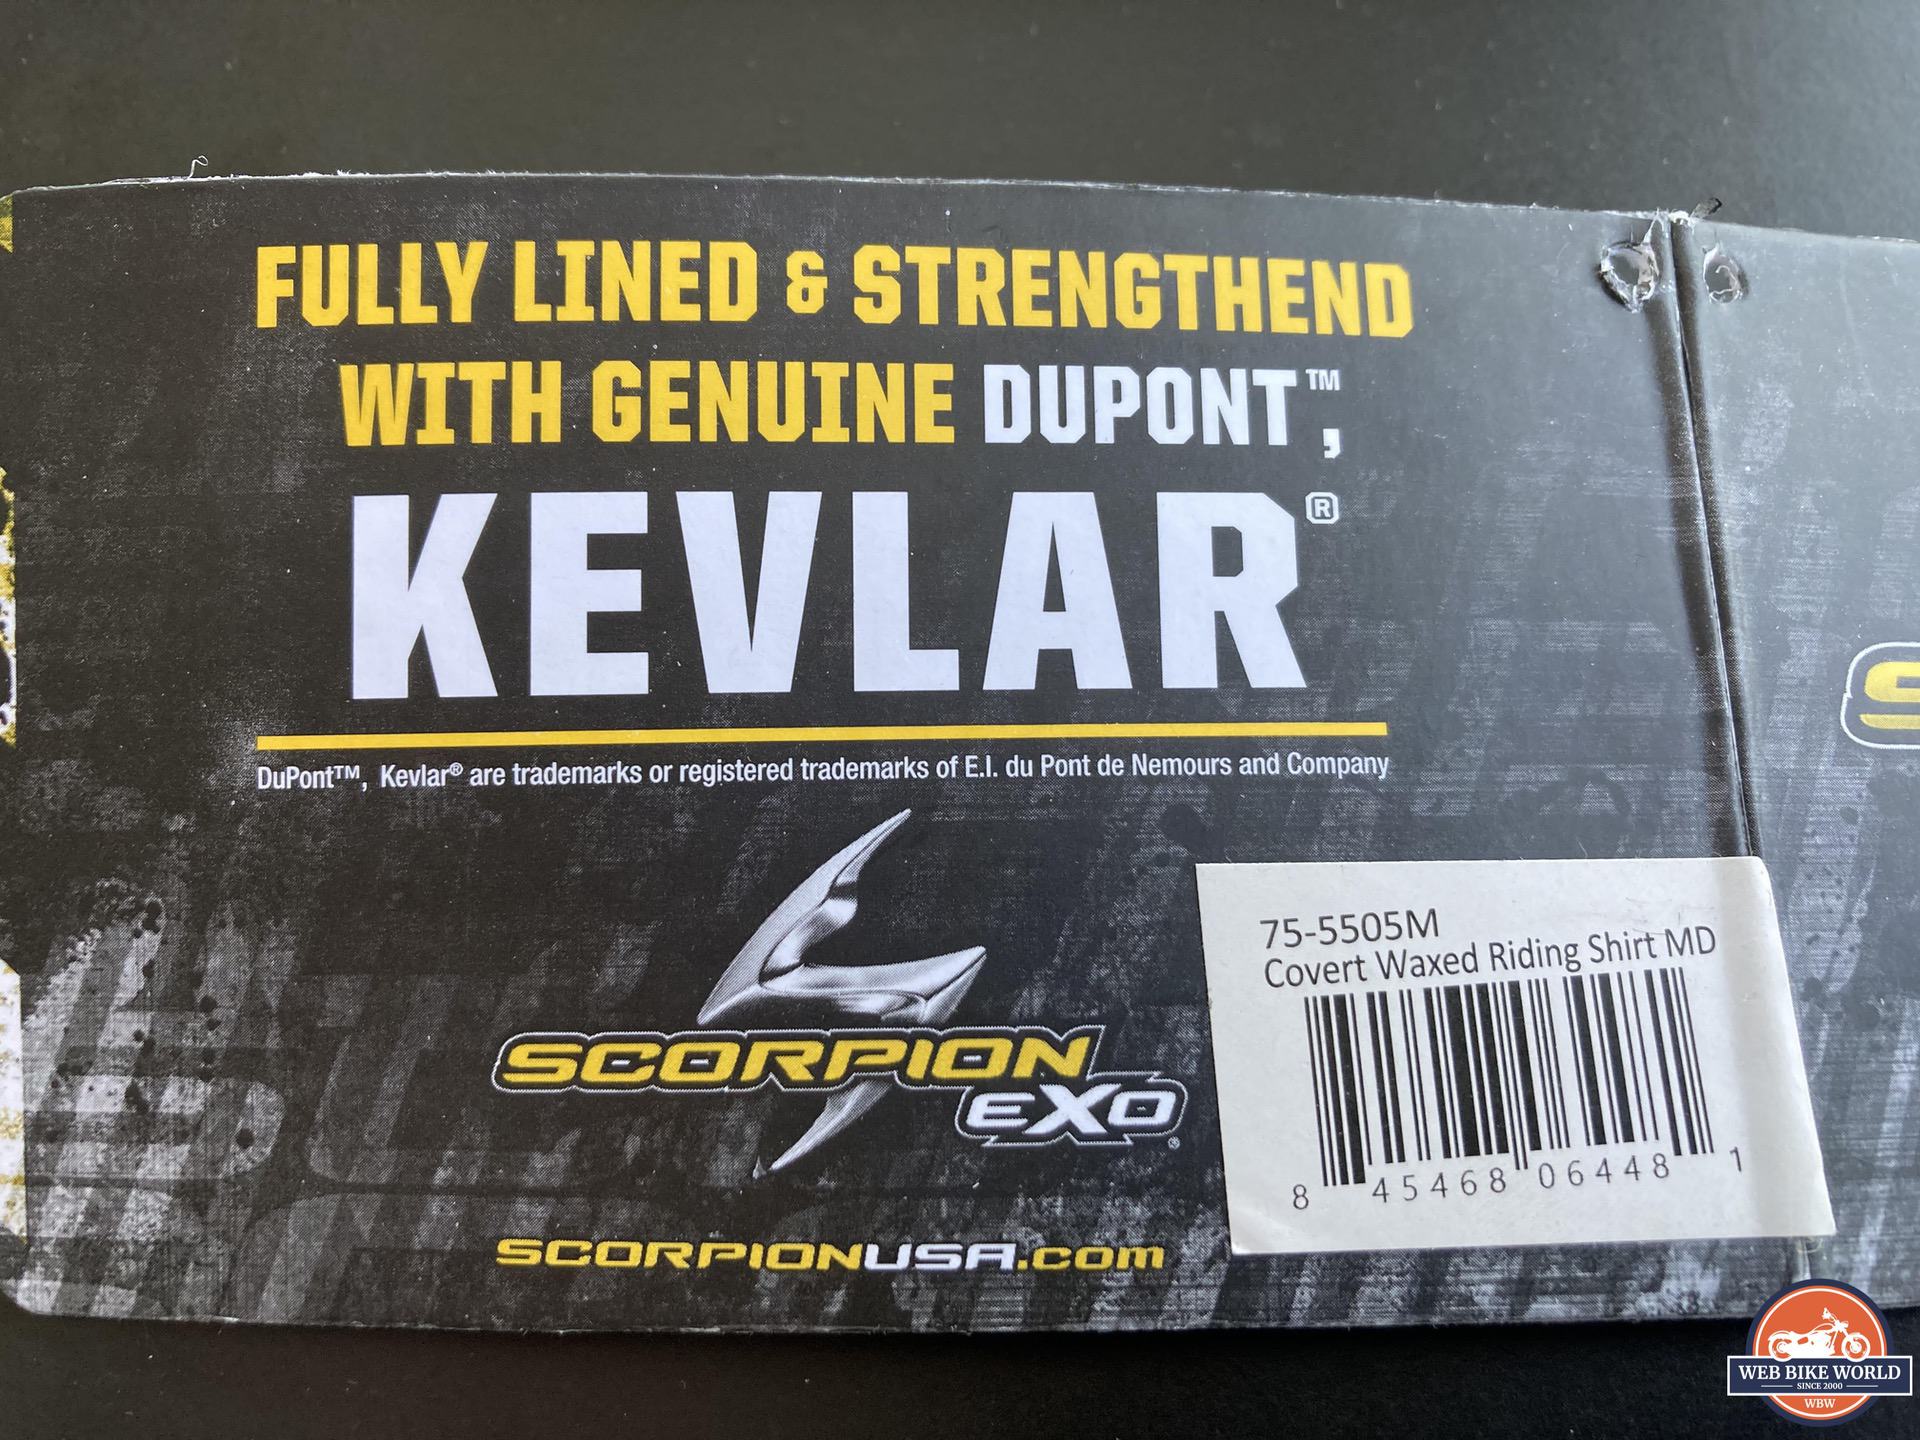 FULLY LINED & STRENGTHEND
WITH GENUINE DUPONT™,
KEVLAR®
DuPont™, Kevlar® are trademarks or registered trademarks of E.I. du Pont de Nemours and Company
SCORPION
EXO®
SCORPIONUSA.com
75-5505M
Covert Waxed Riding Shirt MD
8 45468 06448 1
WEB BIKE WORLD
SINCE 2000
WBW